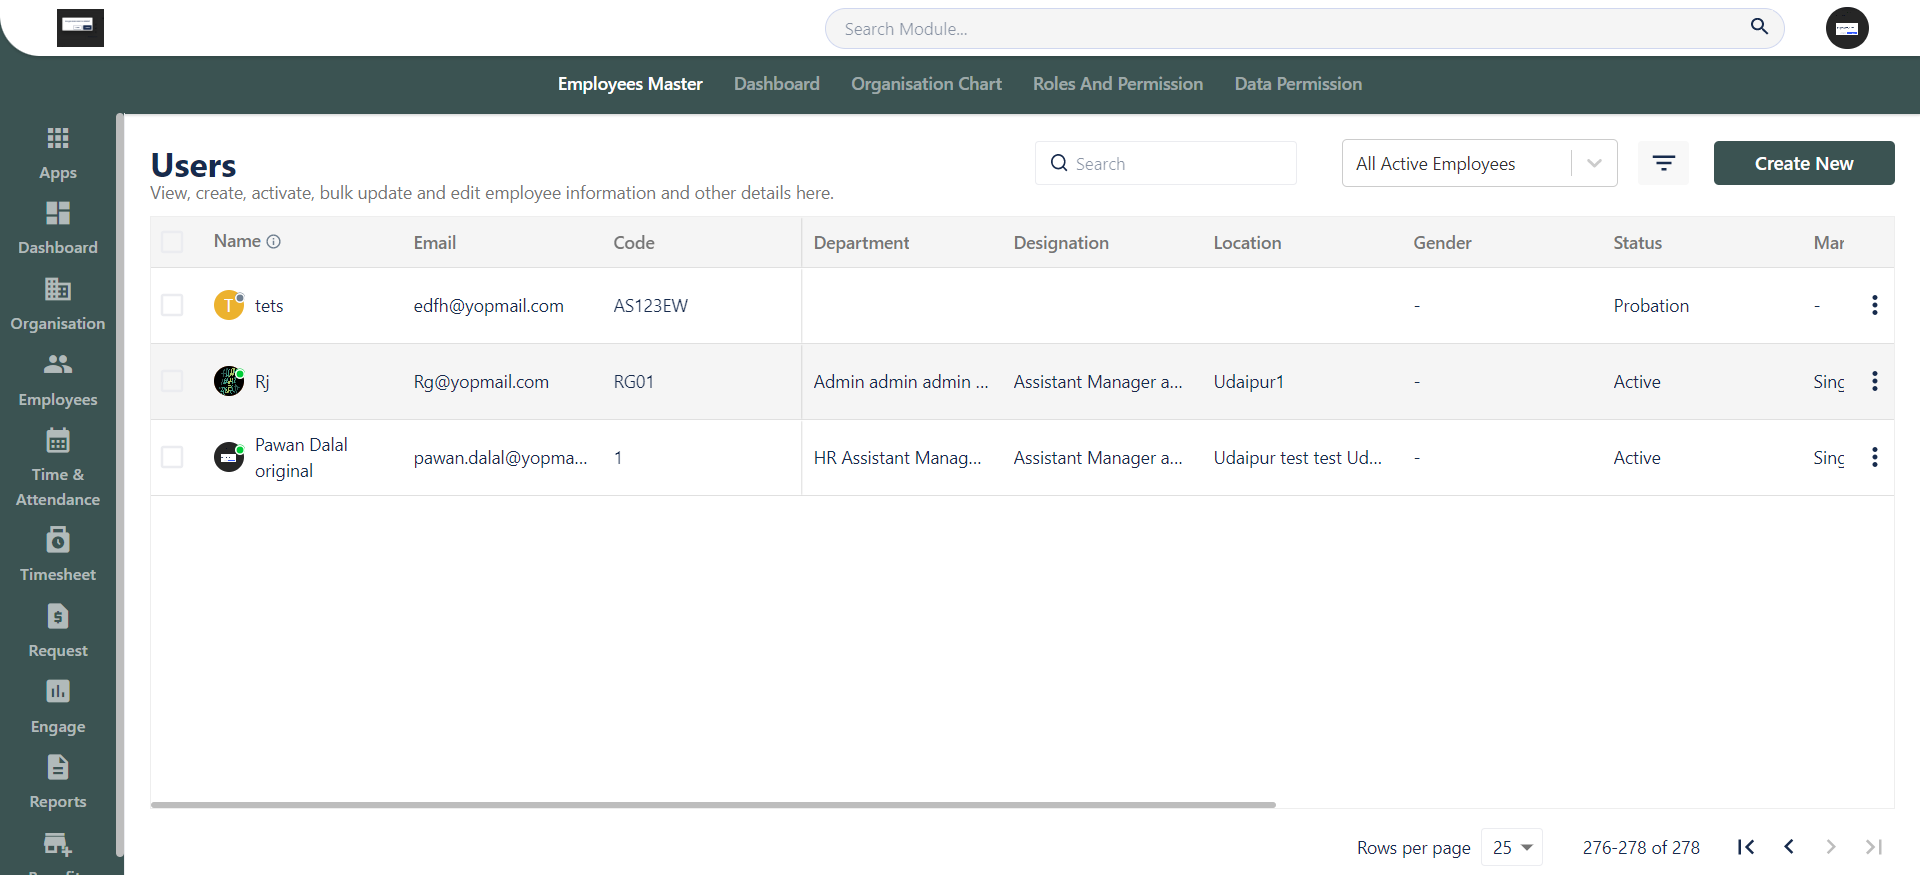 Search Module...
Employees Master Dashboard Organisation Chart Roles And Permission Data Permission
Apps
Dashboard
Organisation
Employees
Time &
Attendance
Timesheet
Request
Engage
Reports
Users
View, create, activate, bulk update and edit employee information and other details here.
Search
All Active Employees
Create New
Name Email Code Department Designation Location Gender Status Mar
T tets edfh@yopmail.com AS123EW - Probation -
Rj Rg@yopmail.com RG01 Admin admin admin ... Assistant Manager a... Udaipur1 - Active Sing
Pawan Dalal
original
pawan.dalal@yopma... 1 HR Assistant Manag... Assistant Manager a... Udaipur test test Ud... - Active Sing
Rows per page 25 276-278 of 278